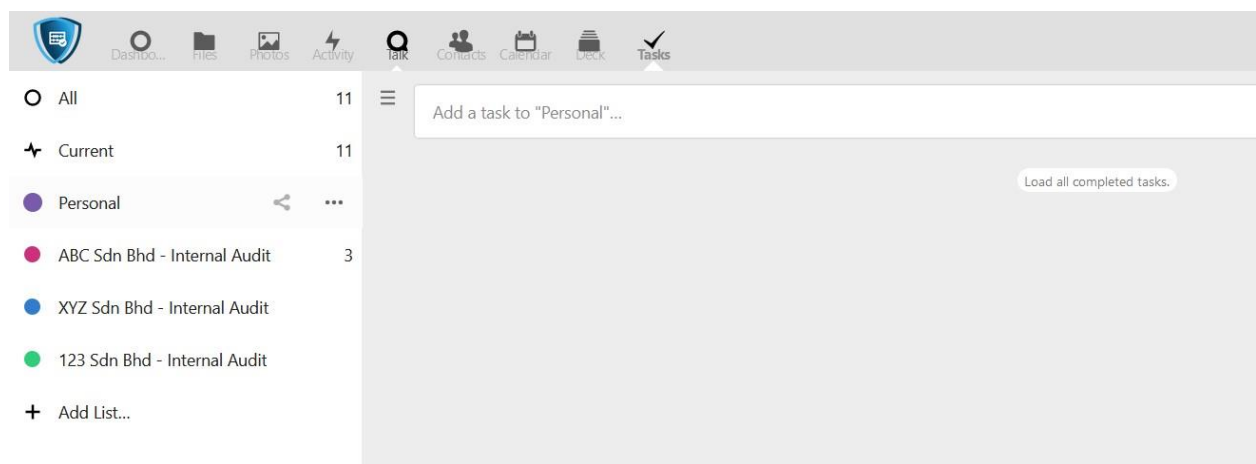 Dashbo... Files Photos Activity Talk Contacts Calendar Deck Tasks
All 11
Current 11
Personal
ABC Sdn Bhd - Internal Audit 3
XYZ Sdn Bhd - Internal Audit
123 Sdn Bhd - Internal Audit
Add List...
Add a task to "Personal"...
Load all completed tasks.